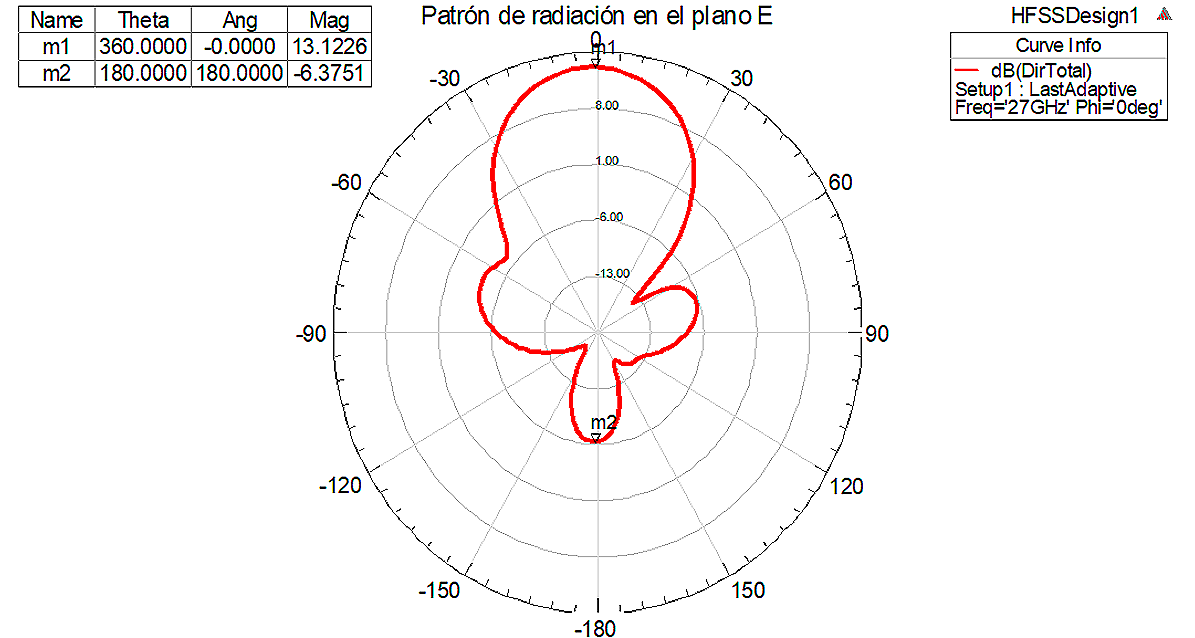 Patrón de radiación en el plano E
HFSSDesign1
Name Theta Ang Mag
m1 360.0000 -0.0000 13.1226
m2 180.0000 180.0000 -6.3751
Curve Info
dB(DirTotal)
Setup1 : LastAdaptive
Freq='27GHz' Phi='0deg'
0
m1
-30
30
8.00
1.00
-60
60
-6.00
-13.00
-90
90
m2
-120
120
-150
150
-180